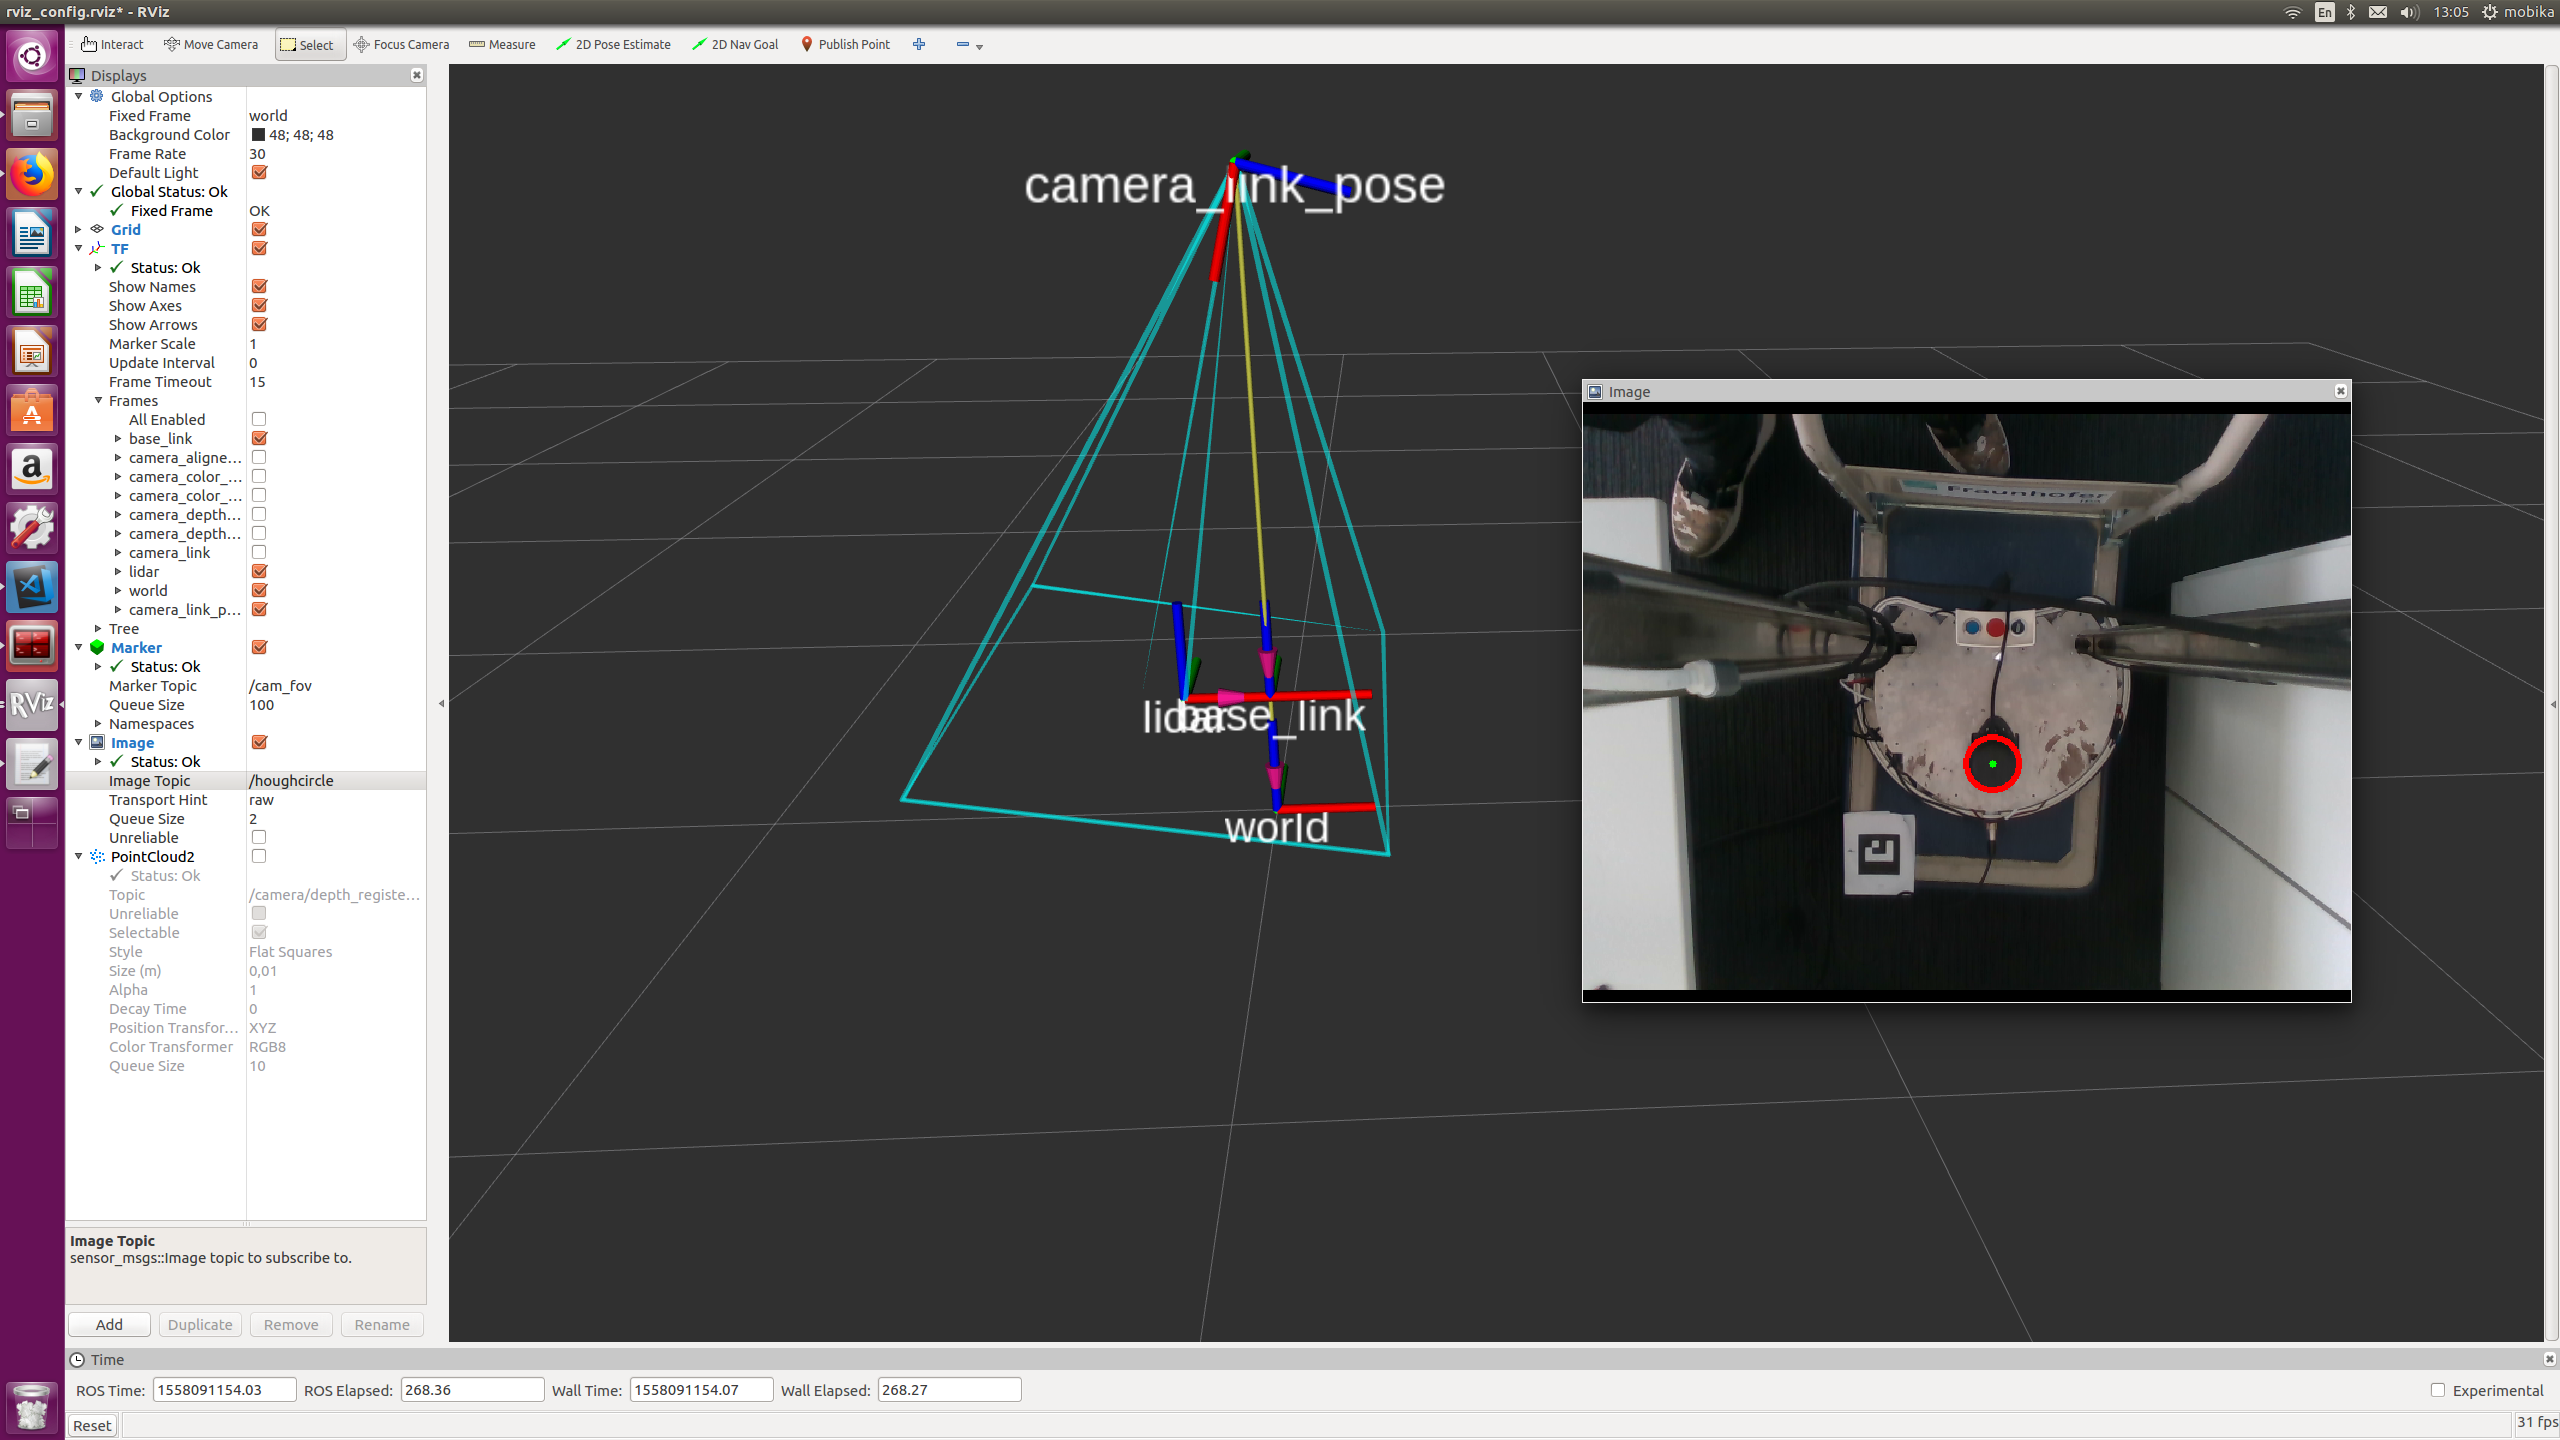 rviz_config.rviz* - RViz
En 13:05 mobika
Interact Move Camera Select Focus Camera Measure 2D Pose Estimate 2D Nav Goal Publish Point
Displays
Global Options
Fixed Frame world
Background Color 48; 48; 48
Frame Rate 30
Default Light
Global Status: Ok
Fixed Frame OK
Grid
TF
Status: Ok
Show Names
Show Axes
Show Arrows
Marker Scale 1
Update Interval 0
Frame Timeout 15
Frames
All Enabled
base_link
camera_aligne...
camera_color_...
camera_color_...
camera_depth...
camera_depth...
camera_link
lidar
world
camera_link_p...
Tree
Marker
Status: Ok
Marker Topic /cam_fov
Queue Size 100
Namespaces
Image
Status: Ok
Image Topic /houghcircle
Transport Hint raw
Queue Size 2
Unreliable
PointCloud2
Status: Ok
Topic /camera/depth_registe...
Unreliable
Selectable
Style Flat Squares
Size (m) 0,01
Alpha 1
Decay Time 0
Position Transfor... XYZ
Color Transformer RGB8
Queue Size 10
Image Topic
sensor_msgs::Image topic to subscribe to.
Add Duplicate Remove Rename
camera_link_pose
lidar
base_link
world
Image
Fraunhofer
Time
ROS Time: 1558091154.03 ROS Elapsed: 268.36 Wall Time: 1558091154.07 Wall Elapsed: 268.27 Experimental
Reset 31 fps
RViz